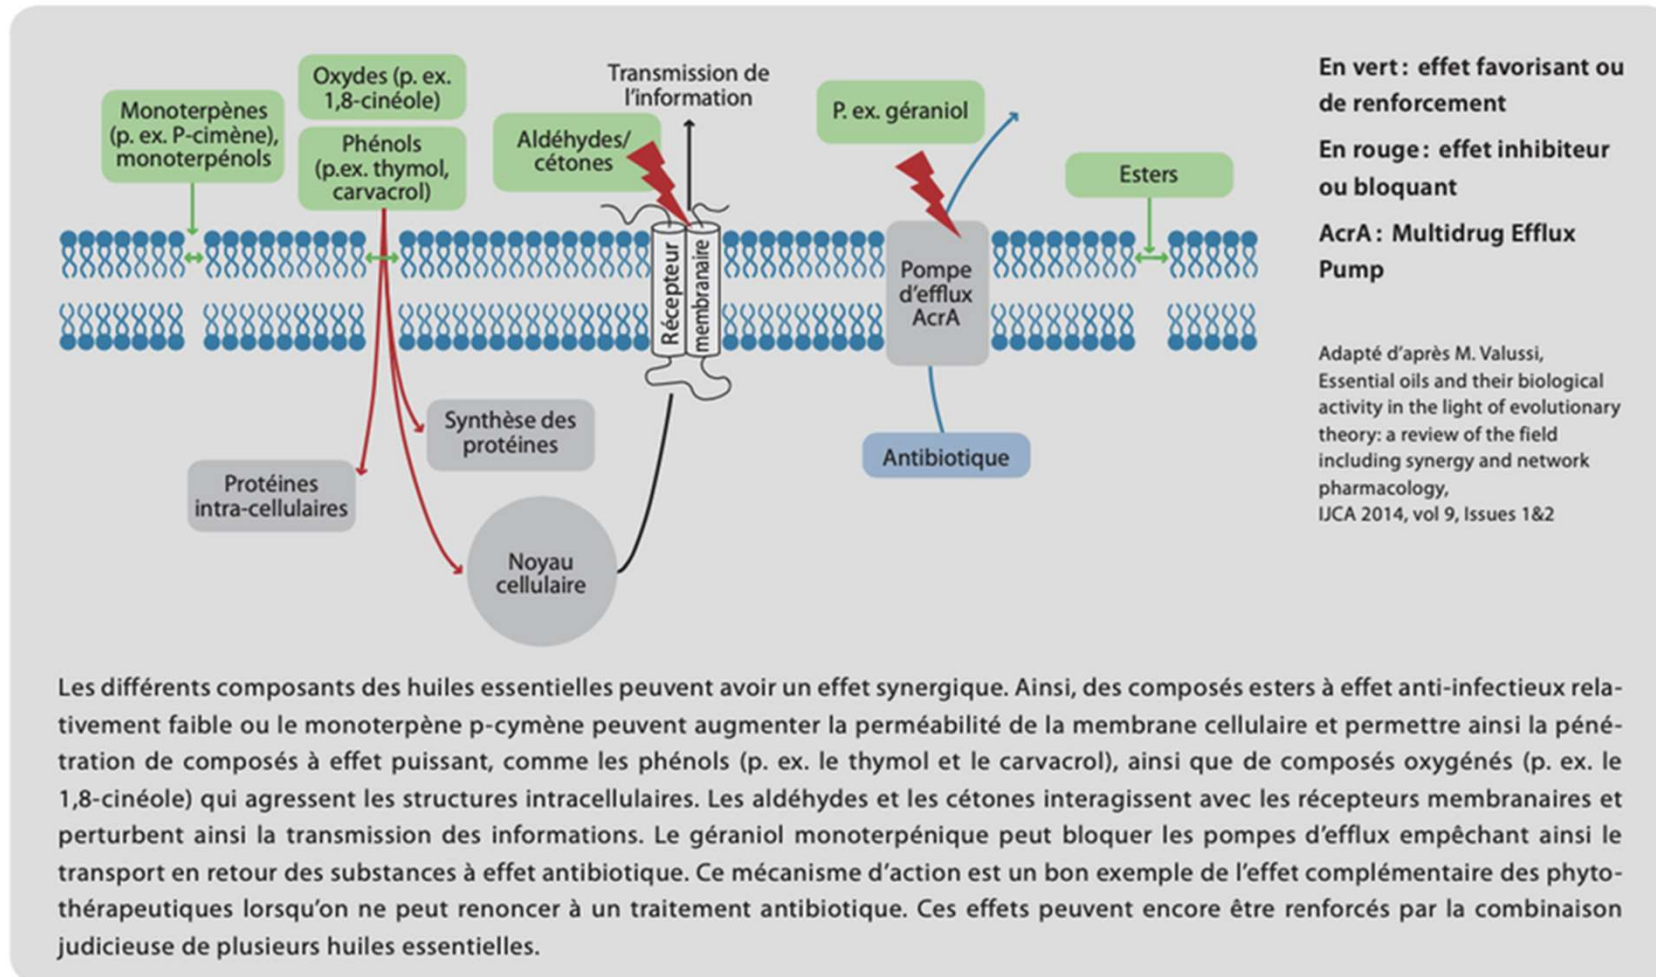 Monoterpènes
(p. ex. P-cimène),
monoterpénols
Oxydes (p. ex.
1,8-cinéole)
Phénols
(p.ex. thymol,
carvacrol)
Aldéhydes/
cétones
Transmission de
l’information
P. ex. géraniol
Esters
Récepteur
membranaire
Pompe
d’efflux
AcrA
Synthèse des
protéines
Protéines
intra-cellulaires
Noyau
cellulaire
Antibiotique
En vert : effet favorisant ou
de renforcement
En rouge : effet inhibiteur
ou bloquant
AcrA : Multidrug Efflux
Pump
Adapté d’après M. Valussi,
Essential oils and their biological
activity in the light of evolutionary
theory: a review of the field
including synergy and network
pharmacology,
IJCA 2014, vol 9, Issues 1&2
Les différents composants des huiles essentielles peuvent avoir un effet synergique. Ainsi, des composés esters à effet anti-infectieux rela-
tivement faible ou le monoterpène p-cymène peuvent augmenter la perméabilité de la membrane cellulaire et permettre ainsi la péné-
tration de composés à effet puissant, comme les phénols (p. ex. le thymol et le carvacrol), ainsi que de composés oxygénés (p. ex. le
1,8-cinéole) qui agressent les structures intracellulaires. Les aldéhydes et les cétones interagissent avec les récepteurs membranaires et
perturbent ainsi la transmission des informations. Le géraniol monoterpénique peut bloquer les pompes d’efflux empêchant ainsi le
transport en retour des substances à effet antibiotique. Ce mécanisme d’action est un bon exemple de l’effet complémentaire des phyto-
thérapeutiques lorsqu’on ne peut renoncer à un traitement antibiotique. Ces effets peuvent encore être renforcés par la combinaison
judicieuse de plusieurs huiles essentielles.